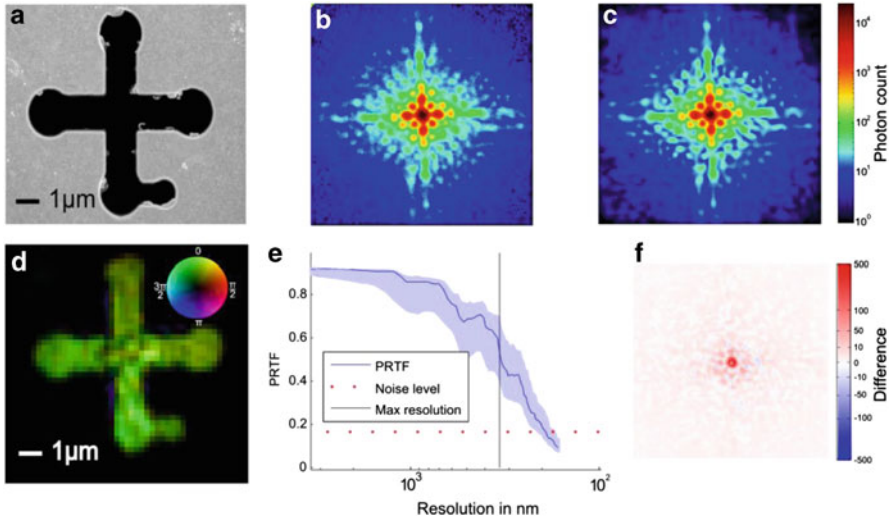 a
1µm
b
c
10⁴
10³
10²
10¹
10⁰
Photon count
d
0
3π/2
π/2
π
1µm
e
0.8
0.6
0.4
0.2
0
PRTF
PRTF
Noise level
Max resolution
10³
10²
Resolution in nm
f
500
100
50
10
0
-10
-50
-100
-500
Difference